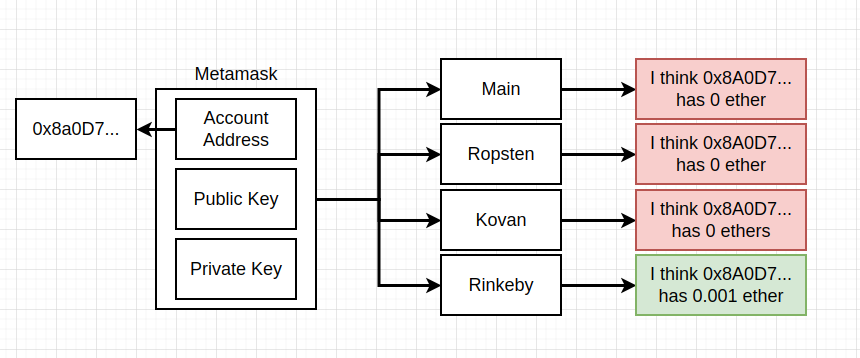 Metamask
0x8a0D7...
Account
Address
Public Key
Private Key
Main
Ropsten
Kovan
Rinkeby
I think 0x8A0D7...
has 0 ether
I think 0x8A0D7...
has 0 ether
I think 0x8A0D7...
has 0 ethers
I think 0x8A0D7...
has 0.001 ether